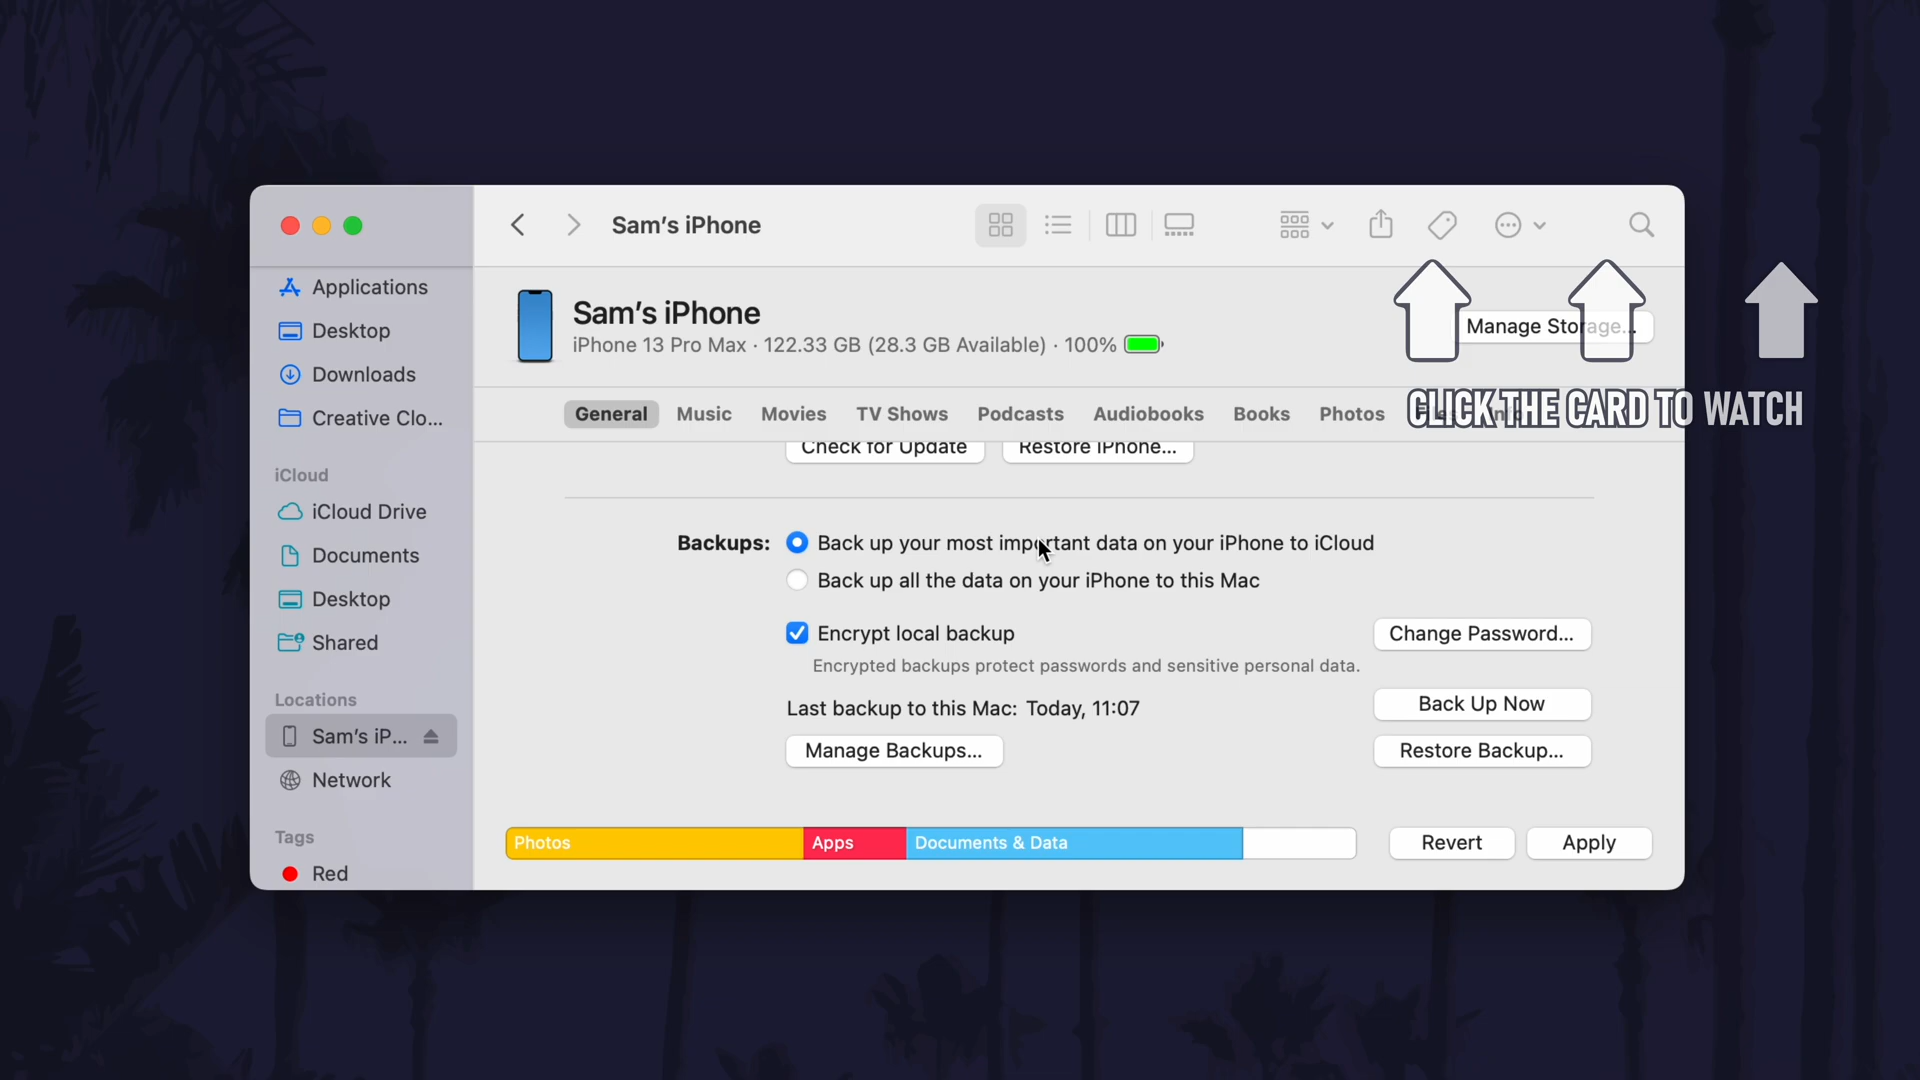 Sam's iPhone
Applications
Desktop
Downloads
Creative Clo...
iCloud
iCloud Drive
Documents
Desktop
Shared
Locations
Sam's iP...
Network
Tags
Red
Sam's iPhone
iPhone 13 Pro Max · 122.33 GB (28.3 GB Available) · 100%
Manage Storage...
General Music Movies TV Shows Podcasts Audiobooks Books Photos
CLICK THE CARD TO WATCH
Check for Update Restore iPhone...
Backups: Back up your most important data on your iPhone to iCloud
Back up all the data on your iPhone to this Mac
Encrypt local backup Change Password...
Encrypted backups protect passwords and sensitive personal data.
Last backup to this Mac: Today, 11:07 Back Up Now
Manage Backups... Restore Backup...
Photos Apps Documents & Data Revert Apply